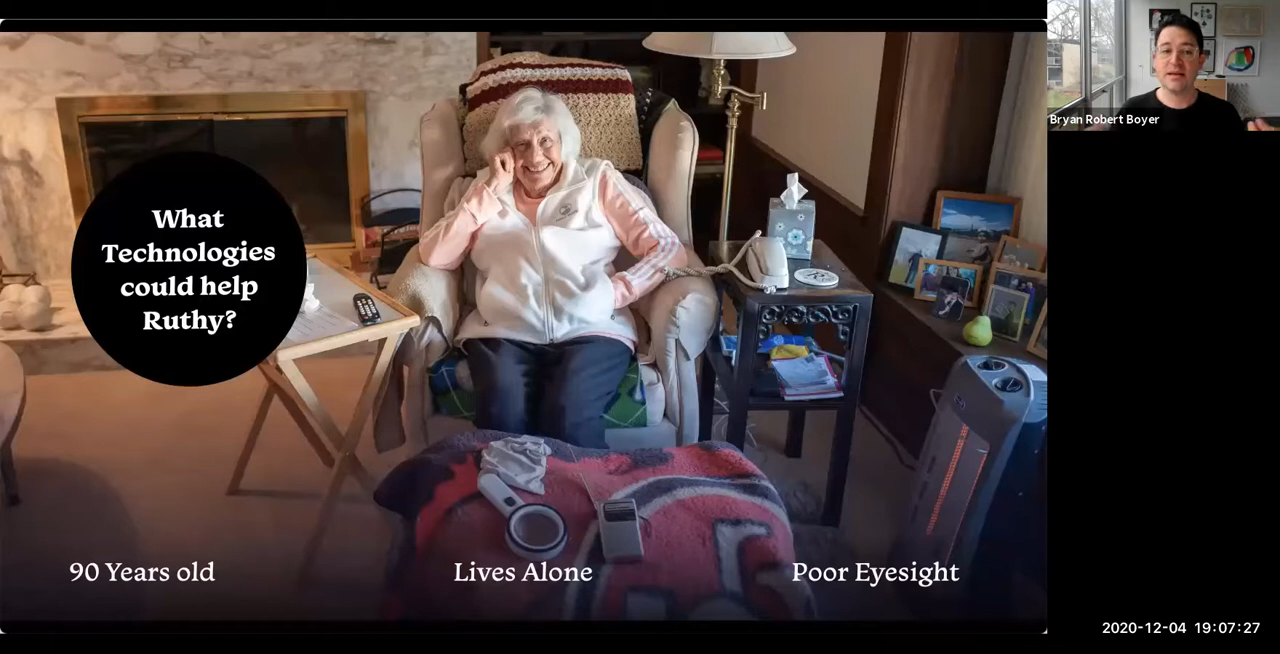 What
Technologies
could help
Ruthy?
90 Years old
Lives Alone
Poor Eyesight
Bryan Robert Boyer
2020-12-04 19:07:27